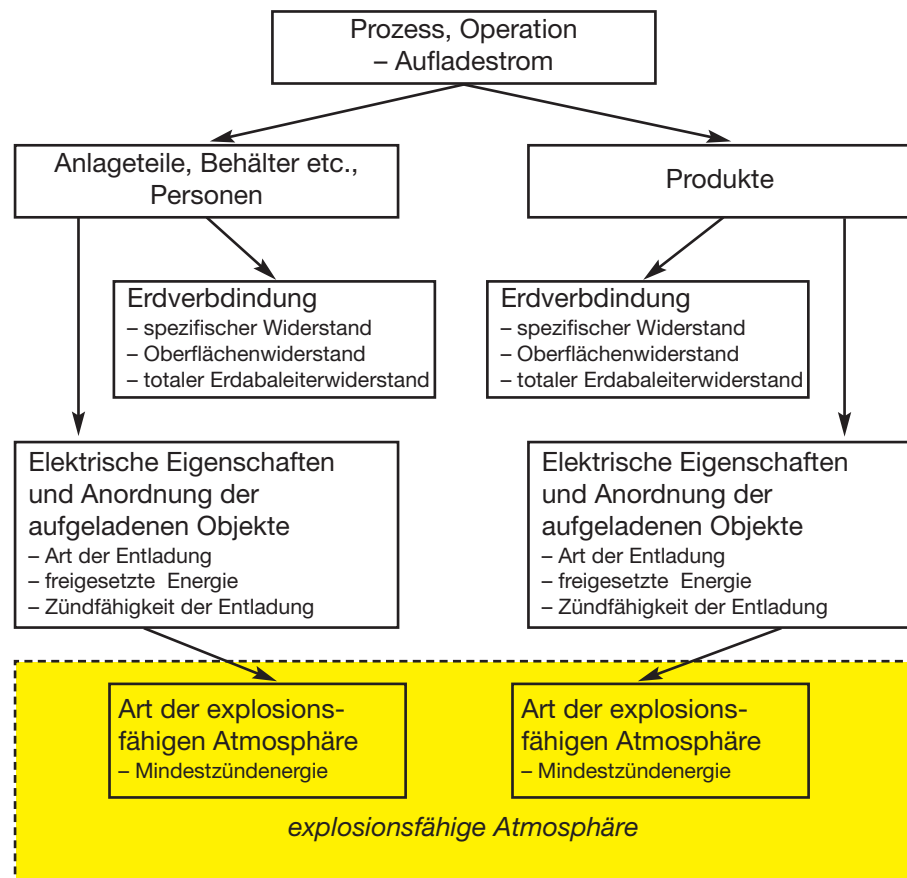 Prozess, Operation
– Aufladestrom
Anlageteile, Behälter etc.,
Personen
Produkte
Erdverbdindung
– spezifischer Widerstand
– Oberflächenwiderstand
– totaler Erdabaleiterwiderstand
Erdverbdindung
– spezifischer Widerstand
– Oberflächenwiderstand
– totaler Erdabaleiterwiderstand
Elektrische Eigenschaften
und Anordnung der
aufgeladenen Objekte
– Art der Entladung
– freigesetzte Energie
– Zündfähigkeit der Entladung
Elektrische Eigenschaften
und Anordnung der
aufgeladenen Objekte
– Art der Entladung
– freigesetzte Energie
– Zündfähigkeit der Entladung
Art der explosions-
fähigen Atmosphäre
– Mindestzündenergie
Art der explosions-
fähigen Atmosphäre
– Mindestzündenergie
explosionsfähige Atmosphäre